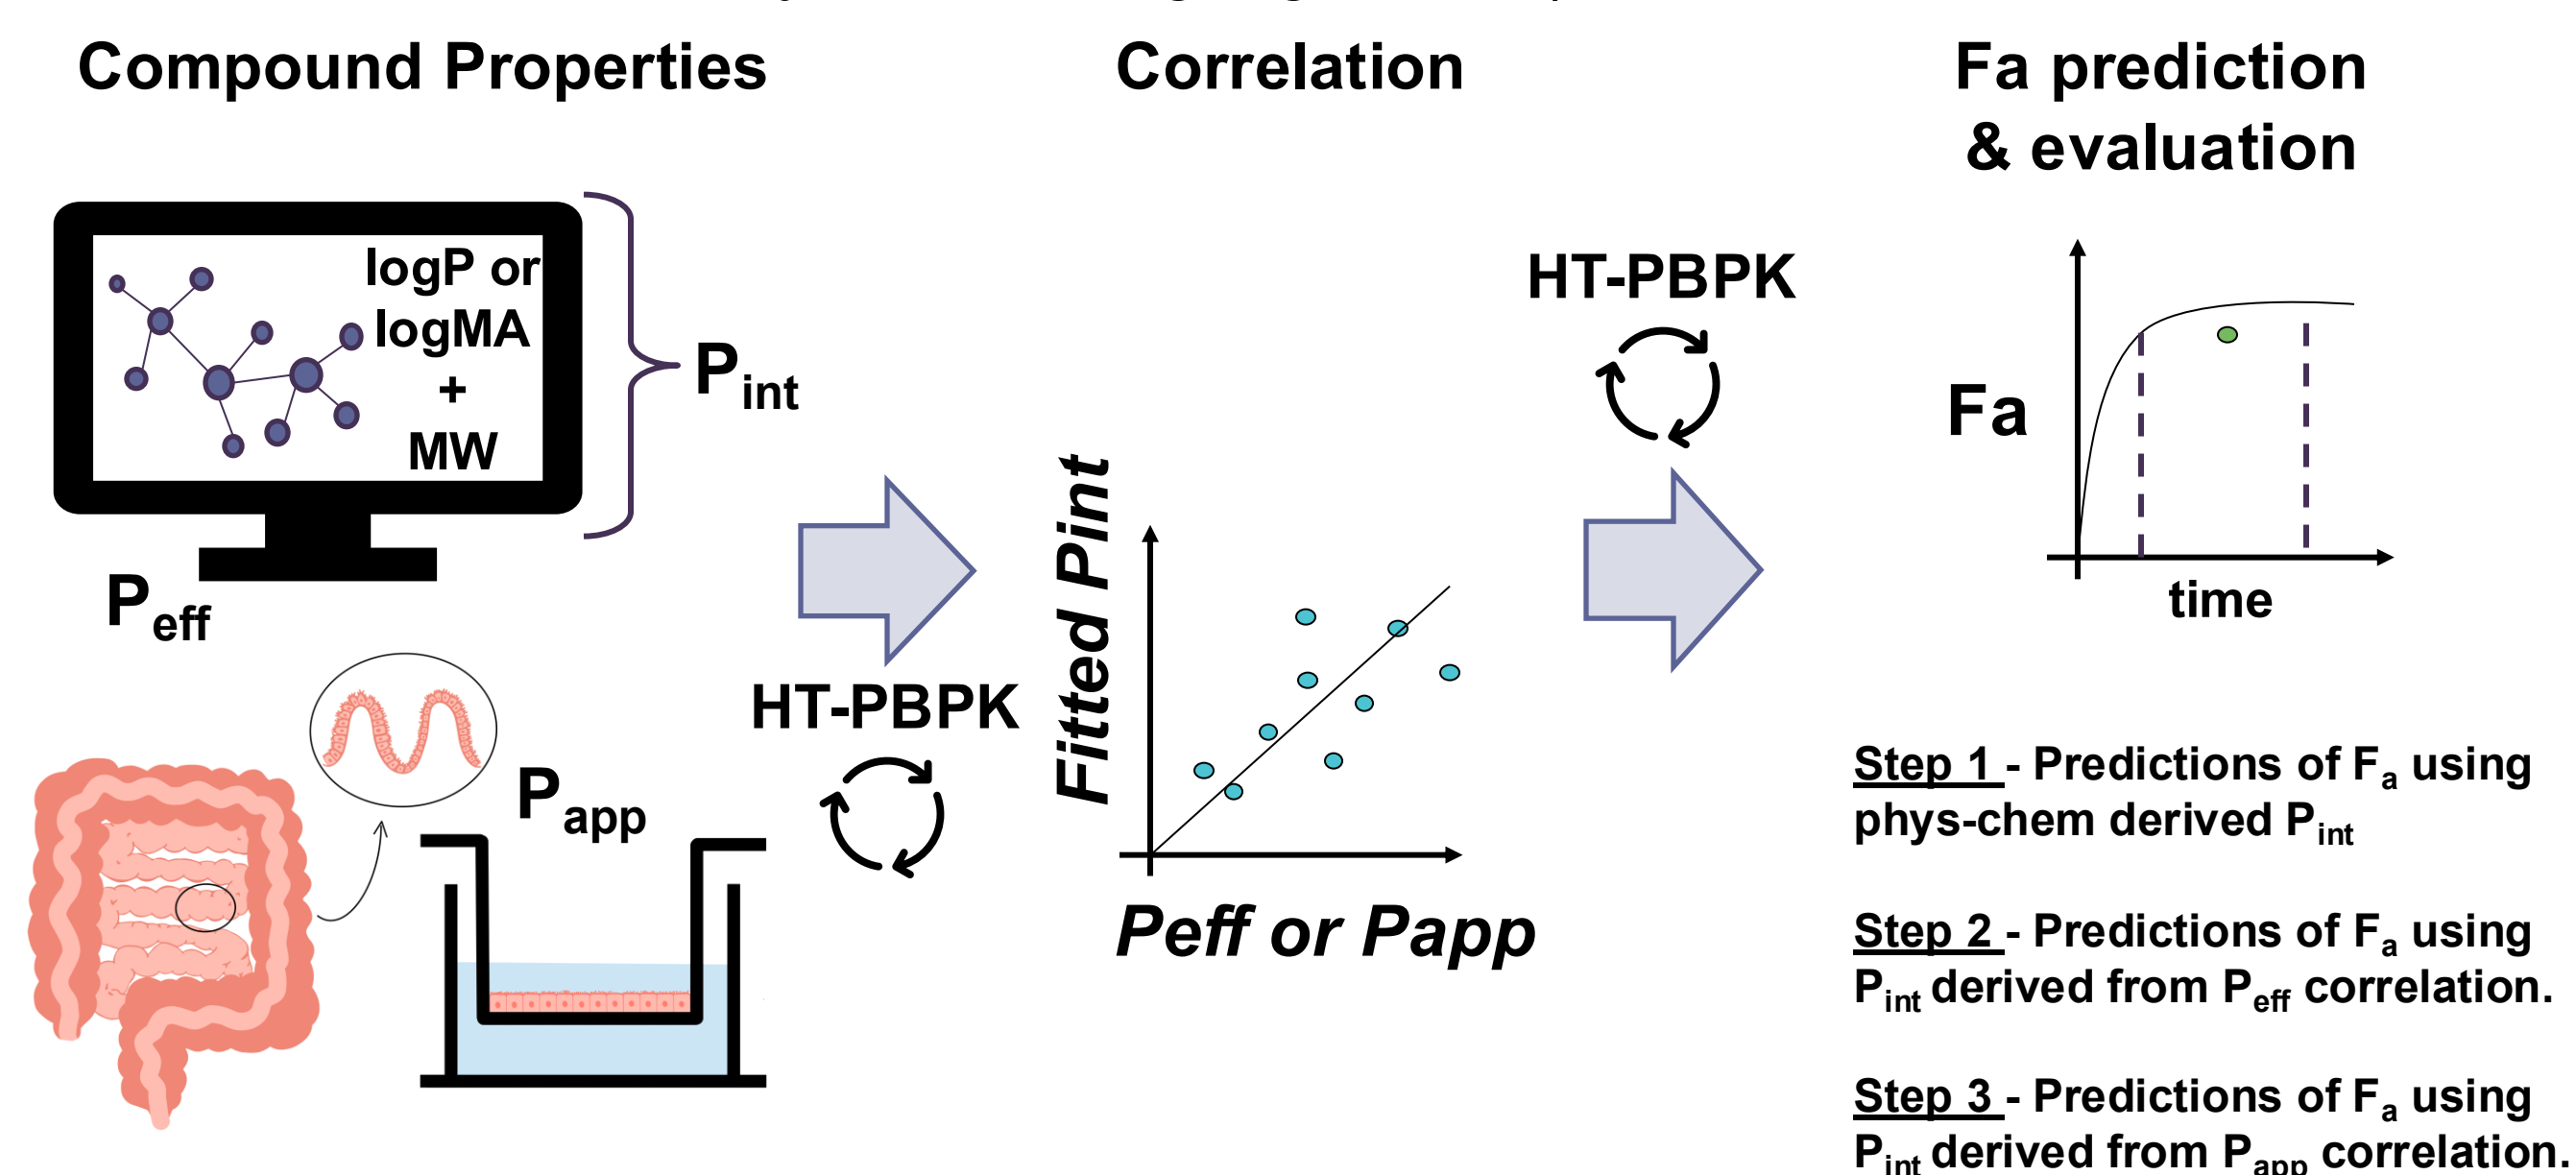 Compound Properties
logP or
logMA
+
MW
Pint
Peff
Papp
HT-PBPK
Correlation
Fitted Pint
Peff or Papp
HT-PBPK
Fa prediction
& evaluation
Fa
time
Step 1 - Predictions of Fa using
phys-chem derived Pint
Step 2 - Predictions of Fa using
Pint derived from Peff correlation.
Step 3 - Predictions of Fa using
Pint derived from Papp correlation.